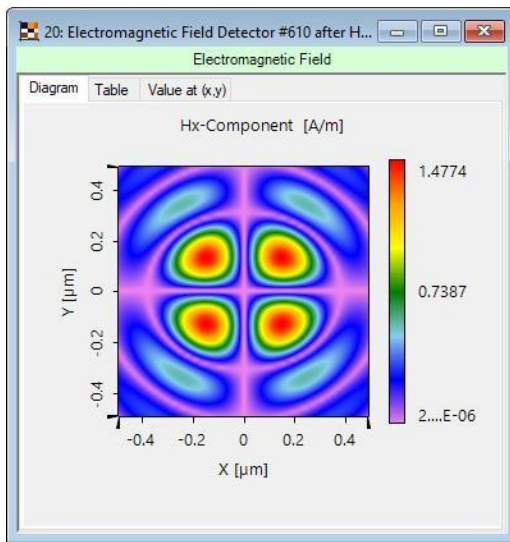 20: Electromagnetic Field Detector #610 after H...
Electromagnetic Field
Diagram Table Value at (x,y)
Hx-Component [A/m]
0.4
0.2
0
-0.2
-0.4
Y [µm]
1.4774
0.7387
2....E-06
-0.4 -0.2 0 0.2 0.4
X [µm]